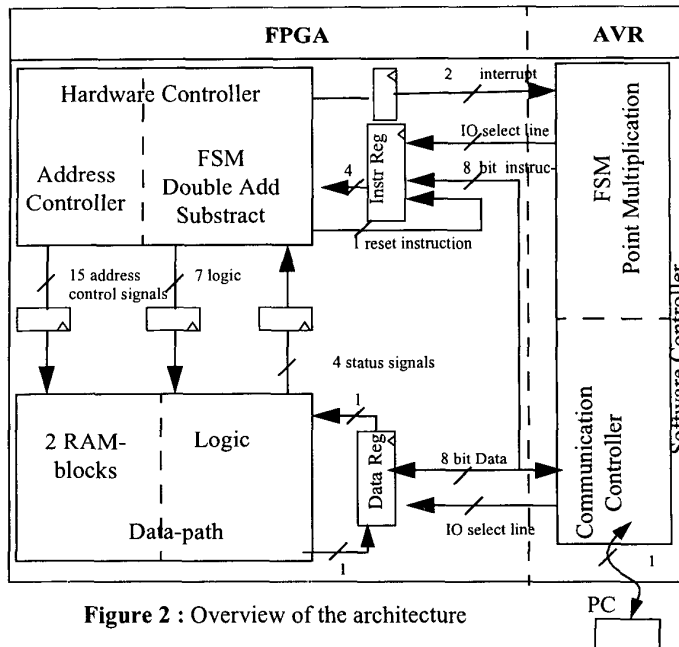 FPGA
AVR
Hardware Controller
Address
Controller
FSM
Double Add
Substract
2 interrupt
IO select line
4
Instr Reg
8 bit instruc-
1 reset instruction
FSM
Point Multiplication
15 address
control signals
7 logic
4 status signals
Software Controller
2 RAM-
blocks
Logic
Data-path
1
Data Reg
8 bit Data
IO select line
1
Communication
Controller
1
PC
Figure 2 : Overview of the architecture